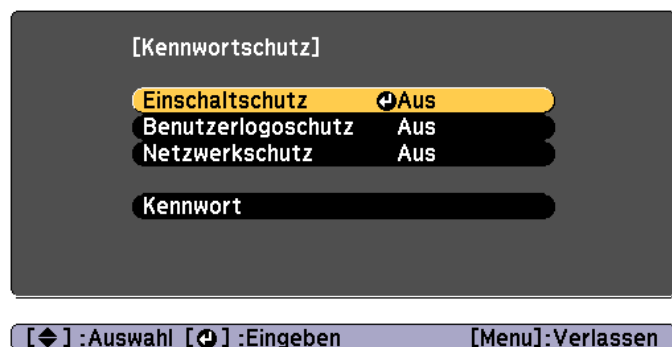 [Kennwortschutz]
Einschaltschutz Aus
Benutzerlogoschutz Aus
Netzwerkschutz Aus
Kennwort
[ ] :Auswahl [ ] :Eingeben [Menu]:Verlassen